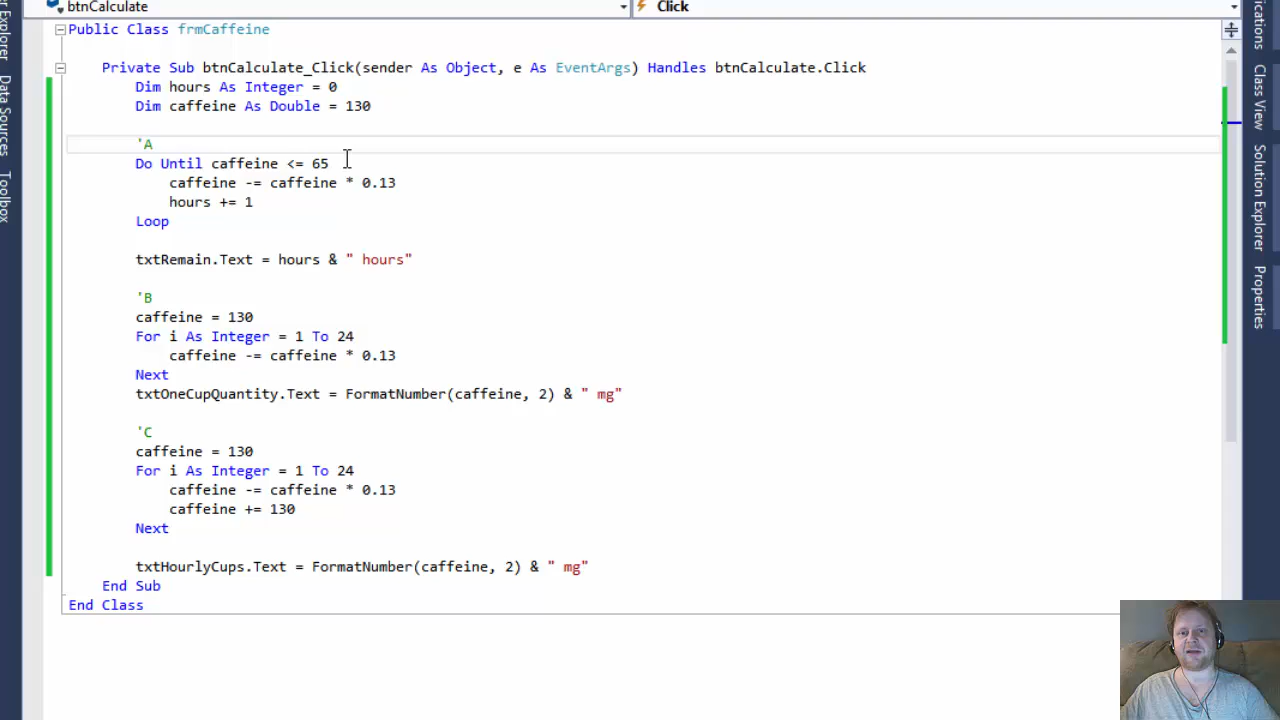 btnCalculate
Click
Public Class frmCaffeine
Private Sub btnCalculate_Click(sender As Object, e As EventArgs) Handles btnCalculate.Click
Dim hours As Integer = 0
Dim caffeine As Double = 130
'A
Do Until caffeine <= 65
caffeine -= caffeine * 0.13
hours += 1
Loop
txtRemain.Text = hours & " hours"
'B
caffeine = 130
For i As Integer = 1 To 24
caffeine -= caffeine * 0.13
Next
txtOneCupQuantity.Text = FormatNumber(caffeine, 2) & " mg"
'C
caffeine = 130
For i As Integer = 1 To 24
caffeine -= caffeine * 0.13
caffeine += 130
Next
txtHourlyCups.Text = FormatNumber(caffeine, 2) & " mg"
End Sub
End Class
Explorer
Data Sources
Toolbox
Class View
Solution Explorer
Properties